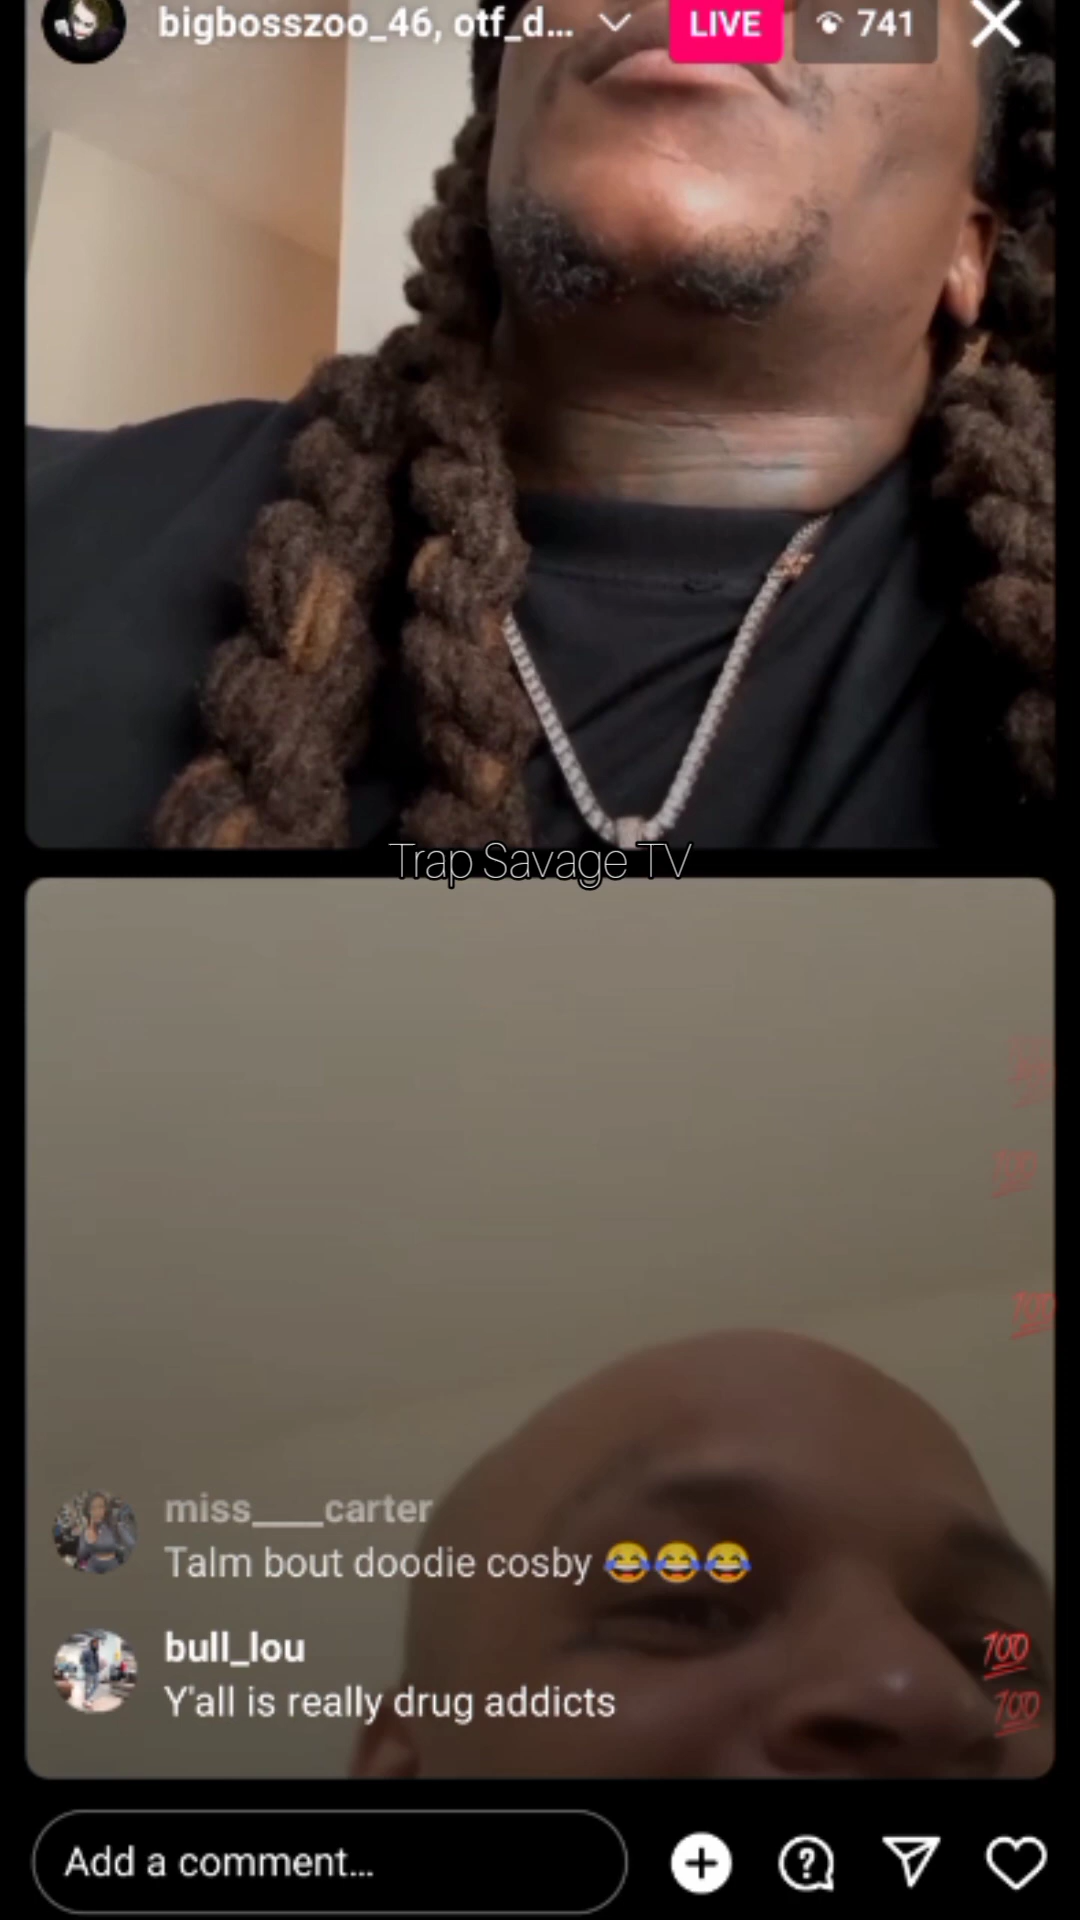 bigbosszoo_46, otf_d...
LIVE
741
Trap Savage TV
miss____carter
Talm bout doodie cosby 😂😂😂
bull_lou
Y'all is really drug addicts
💯
💯
💯
💯
💯
Add a comment...